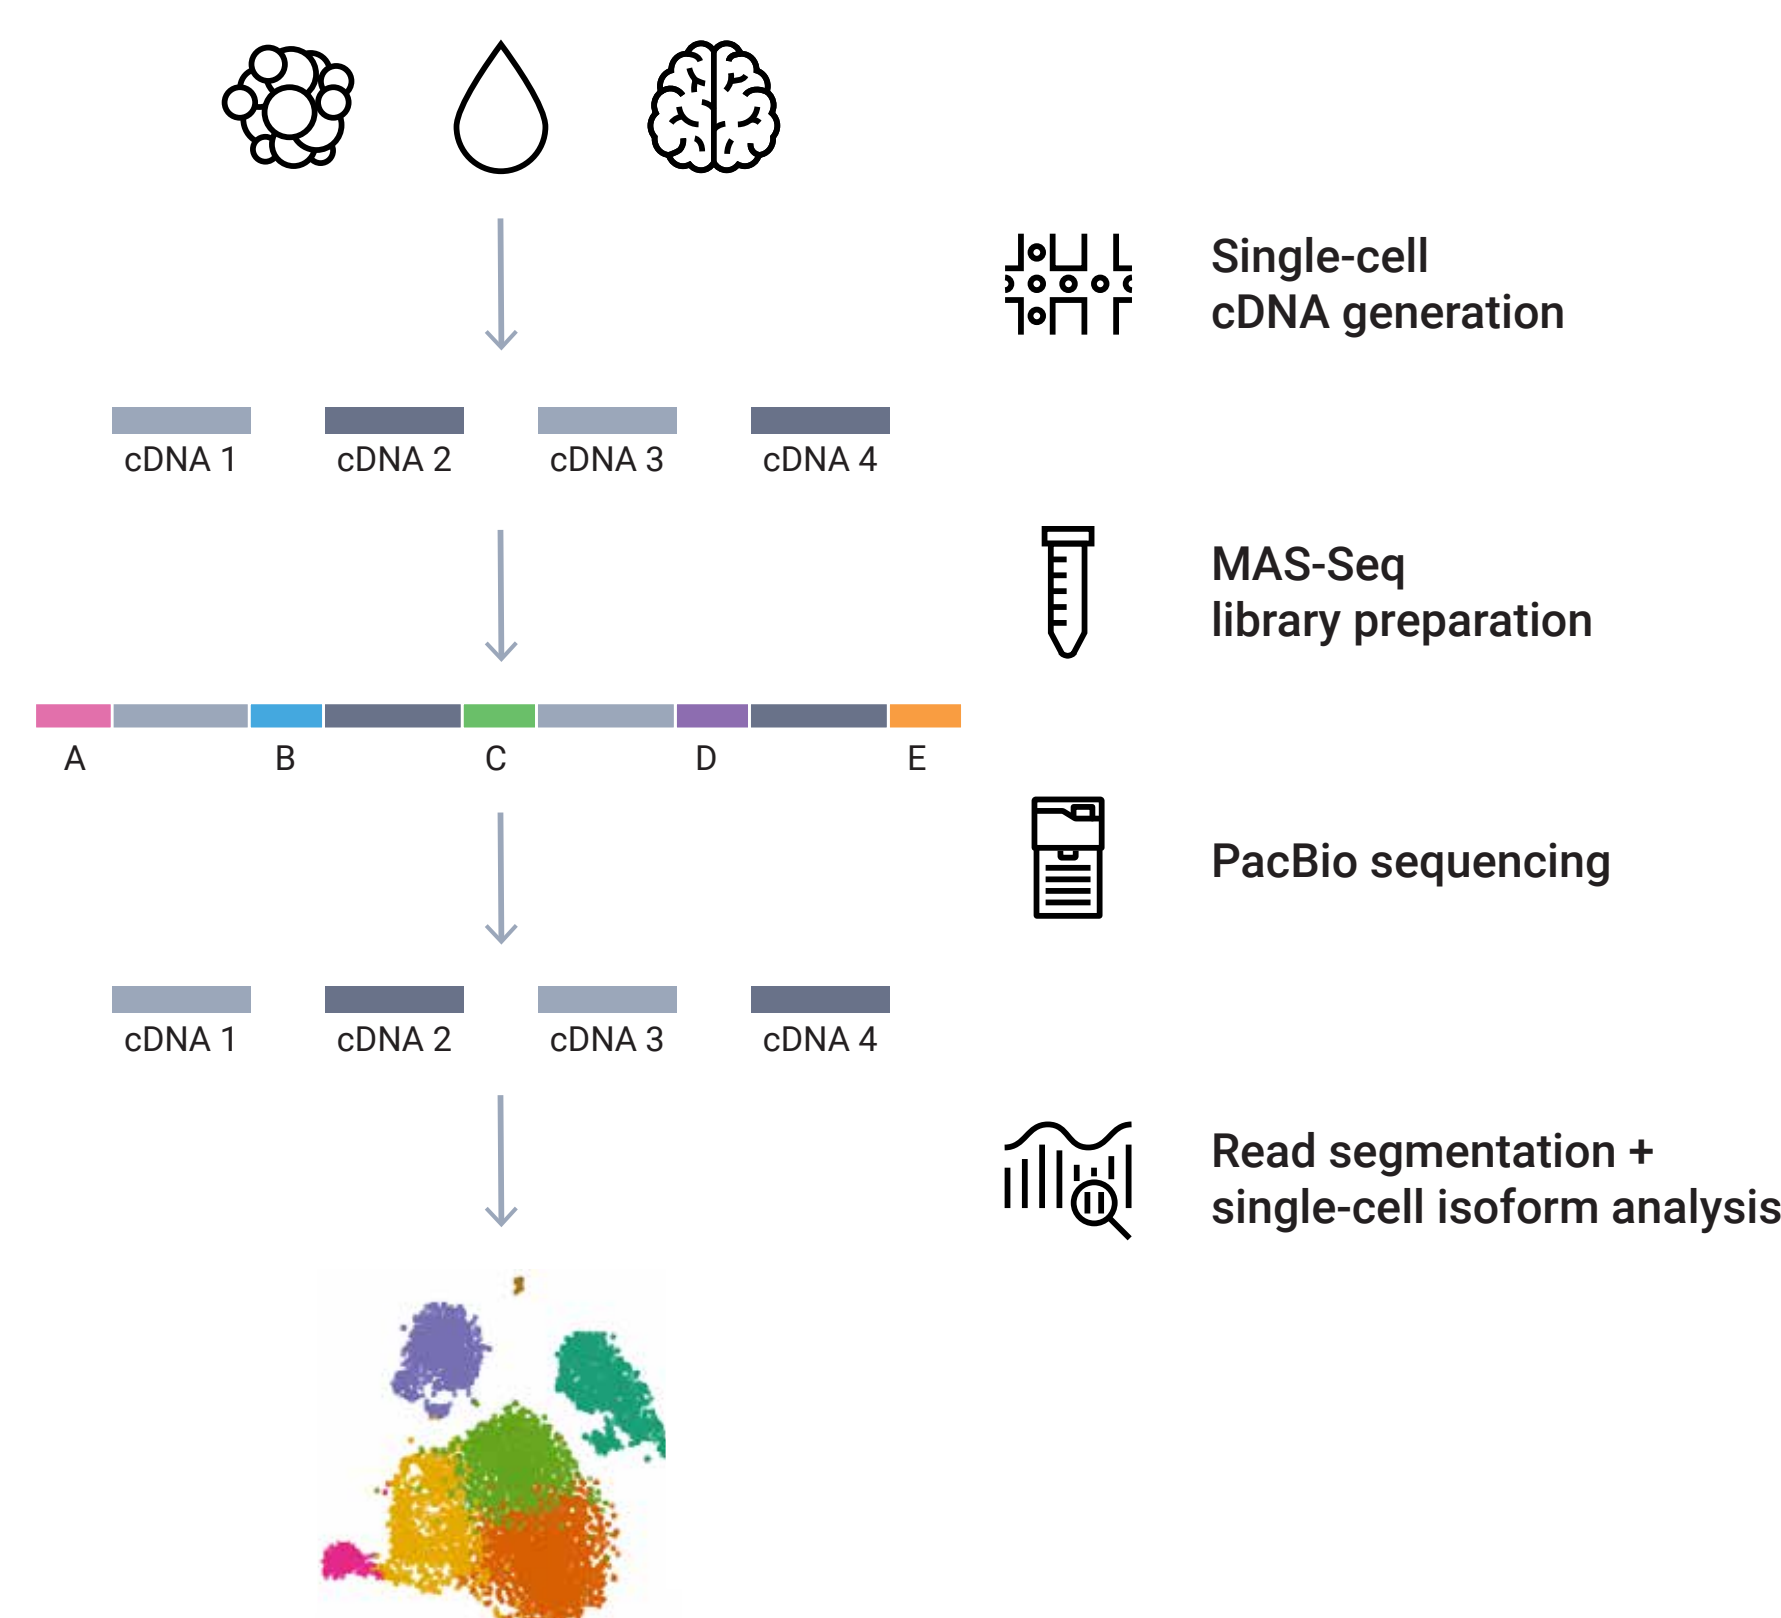 Single-cell
cDNA generation
cDNA 1
cDNA 2
cDNA 3
cDNA 4
MAS-Seq
library preparation
A
B
C
D
E
PacBio sequencing
cDNA 1
cDNA 2
cDNA 3
cDNA 4
Read segmentation +
single-cell isoform analysis